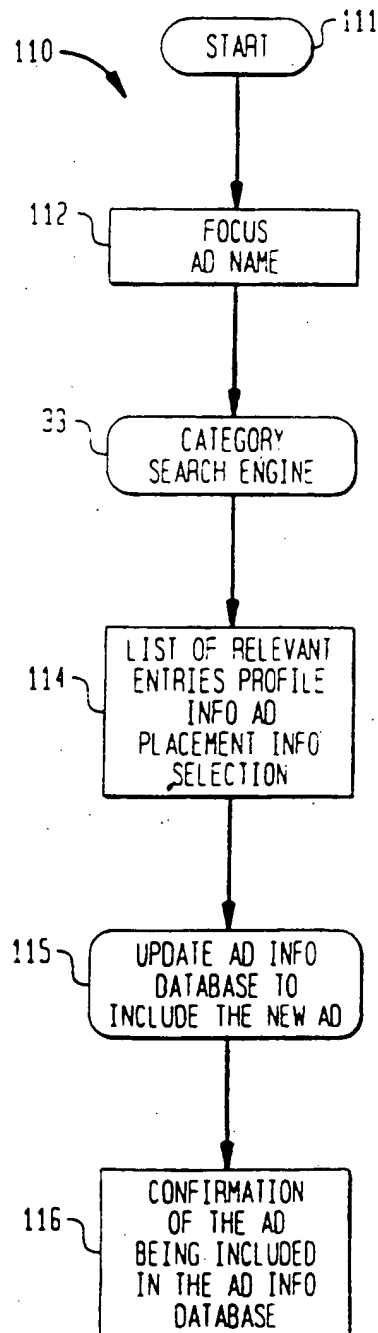 110
START
111
112
FOCUS
AD NAME
33
CATEGORY
SEARCH ENGINE
114
LIST OF RELEVANT
ENTRIES PROFILE
INFO AD
PLACEMENT INFO
SELECTION
115
UPDATE AD INFO
DATABASE TO
INCLUDE THE NEW AD
116
CONFIRMATION
OF THE AD
BEING INCLUDED
IN THE AD INFO
DATABASE